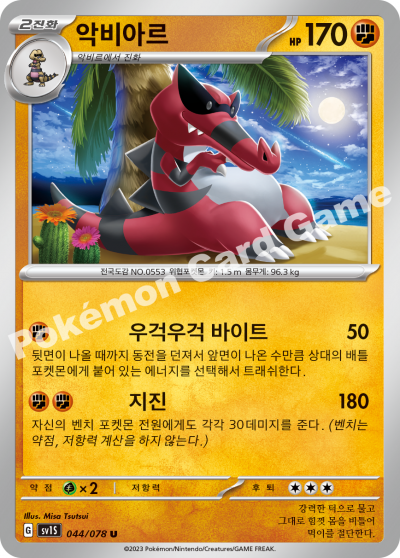 2진화
악비아르
HP 170
악비르에서 진화
전국도감 NO.0553 위협포켓몬 키: 1.5 m 몸무게: 96.3 kg
Pokémon Card Game
우걱우걱 바이트 50
뒷면이 나올 때까지 동전을 던져서 앞면이 나온 수만큼 상대의 배틀
포켓몬에게 붙어 있는 에너지를 선택해서 트래쉬한다.
지진 180
자신의 벤치 포켓몬 전원에게도 각각 30데미지를 준다. (벤치는
약점, 저항력 계산을 하지 않는다.)
약점 ×2 저항력 후퇴
Illus. Misa Tsutsui
강력한 턱으로 물고
G sv1S 044/078 U
그대로 힘껏 몸을 비틀어
먹이를 절단한다.
©2023 Pokémon/Nintendo/Creatures/GAME FREAK.